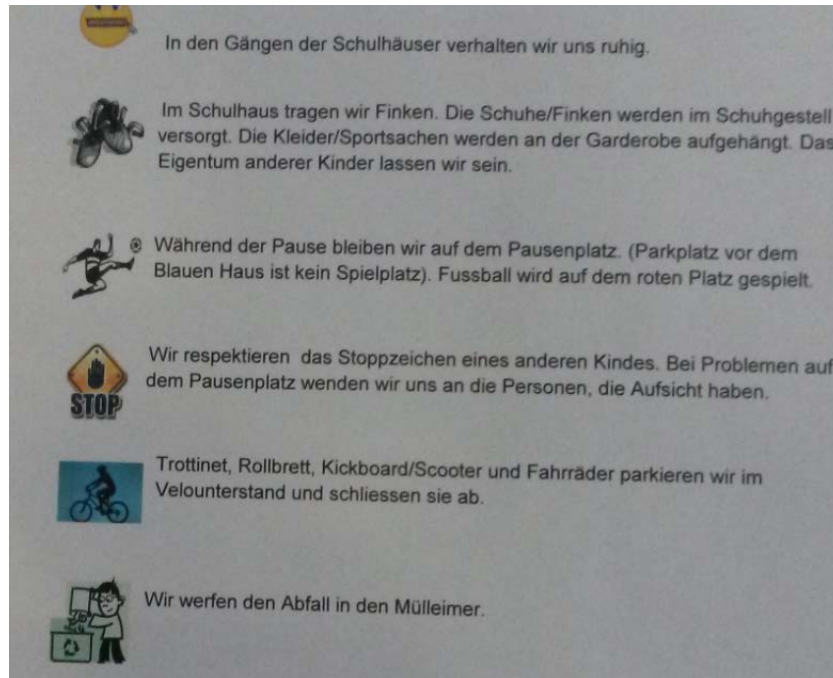 In den Gängen der Schulhäuser verhalten wir uns ruhig.
Im Schulhaus tragen wir Finken. Die Schuhe/Finken werden im Schuhgestell
versorgt. Die Kleider/Sportsachen werden an der Garderobe aufgehängt. Das
Eigentum anderer Kinder lassen wir sein.
Während der Pause bleiben wir auf dem Pausenplatz. (Parkplatz vor dem
Blauen Haus ist kein Spielplatz). Fussball wird auf dem roten Platz gespielt.
Wir respektieren das Stoppzeichen eines anderen Kindes. Bei Problemen auf
dem Pausenplatz wenden wir uns an die Personen, die Aufsicht haben.
STOP
Trottinet, Rollbrett, Kickboard/Scooter und Fahrräder parkieren wir im
Velounterstand und schliessen sie ab.
Wir werfen den Abfall in den Mülleimer.